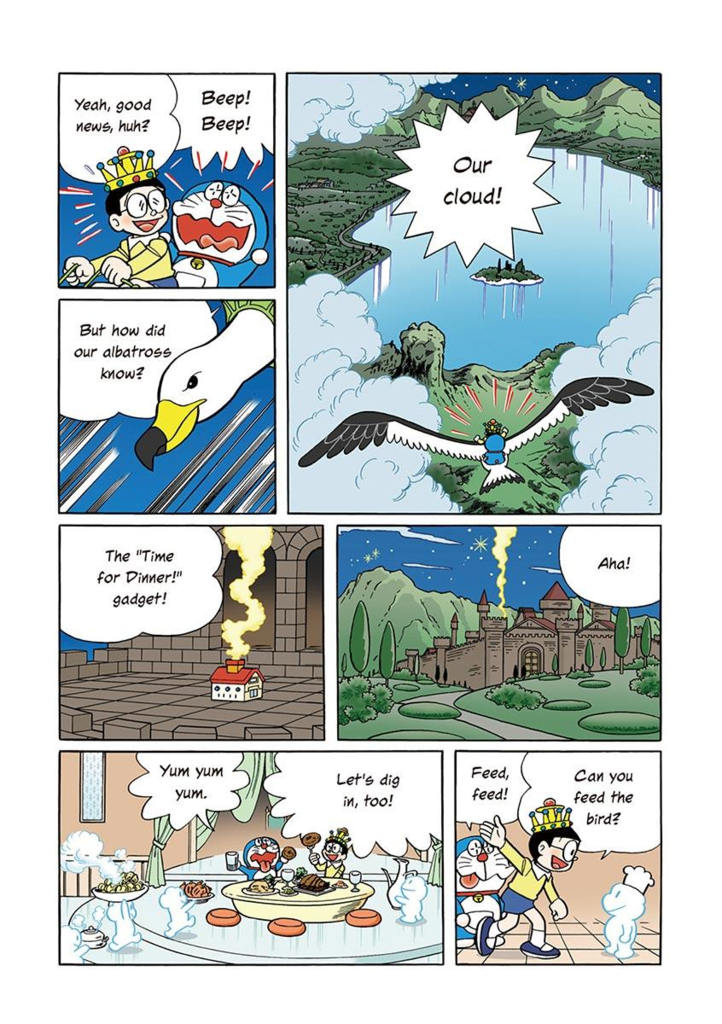 Yeah, good
news, huh?
Beep!
Beep!
Our
cloud!
But how did
our albatross
know?
The "Time
for Dinner!"
gadget!
Aha!
Yum yum
yum.
Let's dig
in, too!
Feed,
feed!
Can you
feed the
bird?